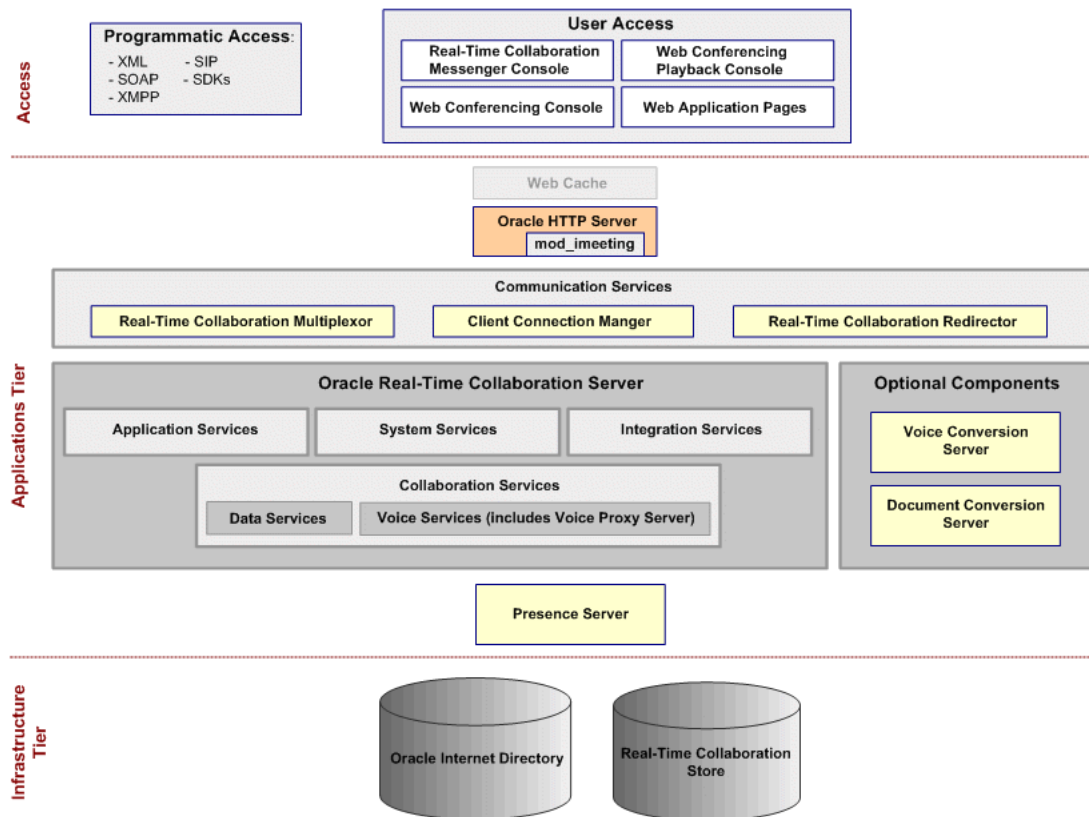 Access
Programmatic Access:
- XML
- SOAP
- XMPP
- SIP
- SDKs
User Access
Real-Time Collaboration
Messenger Console
Web Conferencing
Playback Console
Web Conferencing Console
Web Application Pages
Applications Tier
Web Cache
Oracle HTTP Server
mod_imeeting
Communication Services
Real-Time Collaboration Multiplexor
Client Connection Manger
Real-Time Collaboration Redirector
Oracle Real-Time Collaboration Server
Application Services
System Services
Integration Services
Collaboration Services
Data Services
Voice Services (includes Voice Proxy Server)
Optional Components
Voice Conversion
Server
Document Conversion
Server
Presence Server
Infrastructure
Tier
Oracle Internet Directory
Real-Time Collaboration
Store